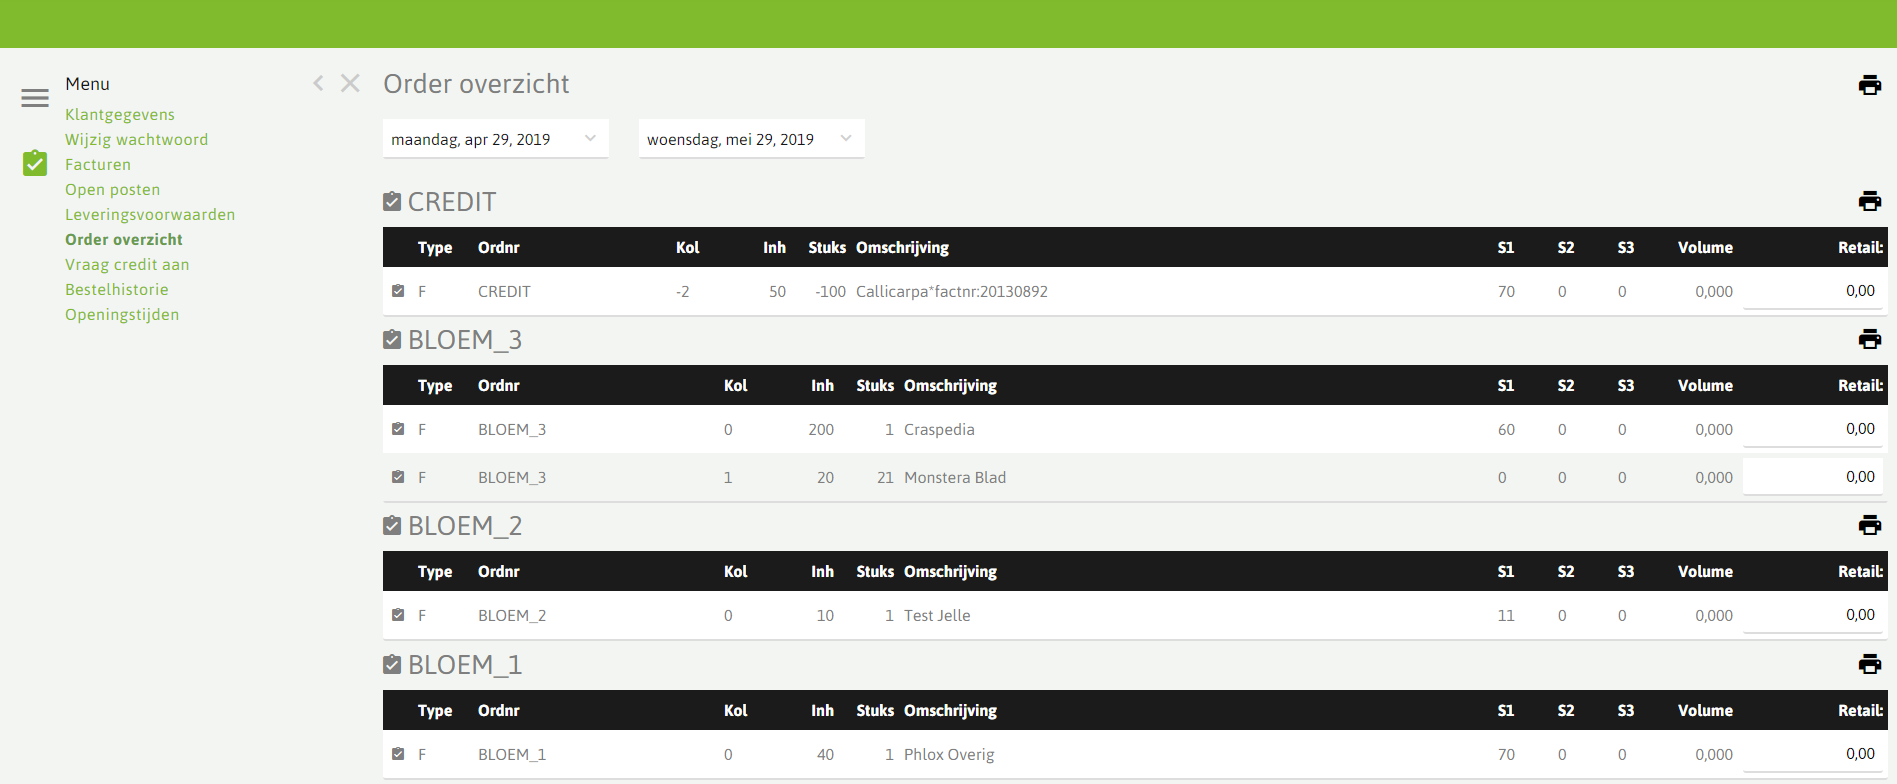 Menu
Klantgegevens
Wijzig wachtwoord
Facturen
Open posten
Leveringsvoorwaarden
Order overzicht
Vraag credit aan
Bestelhistorie
Openingstijden
Order overzicht
maandag, apr 29, 2019 woensdag, mei 29, 2019
CREDIT
Type Ordnr Kol Inh Stuks Omschrijving S1 S2 S3 Volume Retail:
F CREDIT -2 50 -100 Callicarpa*factnr:20130892 70 0 0 0,000 0,00
BLOEM_3
Type Ordnr Kol Inh Stuks Omschrijving S1 S2 S3 Volume Retail:
F BLOEM_3 0 200 1 Craspedia 60 0 0 0,000 0,00
F BLOEM_3 1 20 21 Monstera Blad 0 0 0 0,000 0,00
BLOEM_2
Type Ordnr Kol Inh Stuks Omschrijving S1 S2 S3 Volume Retail:
F BLOEM_2 0 10 1 Test Jelle 11 0 0 0,000 0,00
BLOEM_1
Type Ordnr Kol Inh Stuks Omschrijving S1 S2 S3 Volume Retail:
F BLOEM_1 0 40 1 Phlox Overig 70 0 0 0,000 0,00